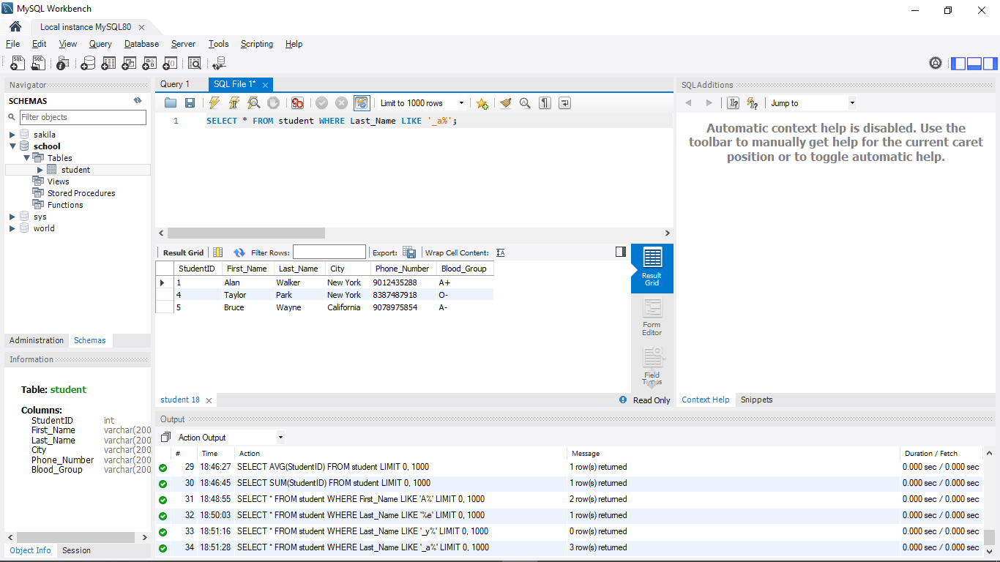 MySQL Workbench
Local instance MySQL80
File Edit View Query Database Server Tools Scripting Help
Navigator
SCHEMAS
Filter objects
sakila
school
Tables
student
Views
Stored Procedures
Functions
sys
world
Administration Schemas
Information
Table: student
Columns:
StudentID int
First_Name varchar(200
Last_Name varchar(200
City varchar(200
Phone_Number varchar(200
Blood_Group varchar(200
Object Info Session
Query 1 SQL File 1*
Limit to 1000 rows
1 SELECT * FROM student WHERE Last_Name LIKE '_a%';
Result Grid Filter Rows: Export: Wrap Cell Content:
StudentID First_Name Last_Name City Phone_Number Blood_Group
1 Alan Walker New York 9012435288 A+
4 Taylor Park New York 8387487918 O-
5 Bruce Wayne California 9078975854 A-
Result
Grid
Form
Editor
Field
Types
student 18 Read Only
SQLAdditions
Jump to
Automatic context help is disabled. Use the
toolbar to manually get help for the current caret
position or to toggle automatic help.
Context Help Snippets
Output
Action Output
# Time Action Message Duration / Fetch
29 18:46:27 SELECT AVG(StudentID) FROM student LIMIT 0, 1000 1 row(s) returned 0.000 sec / 0.000 sec
30 18:46:45 SELECT SUM(StudentID) FROM student LIMIT 0, 1000 1 row(s) returned 0.000 sec / 0.000 sec
31 18:48:55 SELECT * FROM student WHERE First_Name LIKE 'A%' LIMIT 0, 1000 2 row(s) returned 0.000 sec / 0.000 sec
32 18:50:03 SELECT * FROM student WHERE Last_Name LIKE '%e' LIMIT 0, 1000 1 row(s) returned 0.000 sec / 0.000 sec
33 18:51:16 SELECT * FROM student WHERE Last_Name LIKE '_y%' LIMIT 0, 1000 0 row(s) returned 0.000 sec / 0.000 sec
34 18:51:28 SELECT * FROM student WHERE Last_Name LIKE '_a%' LIMIT 0, 1000 3 row(s) returned 0.000 sec / 0.000 sec